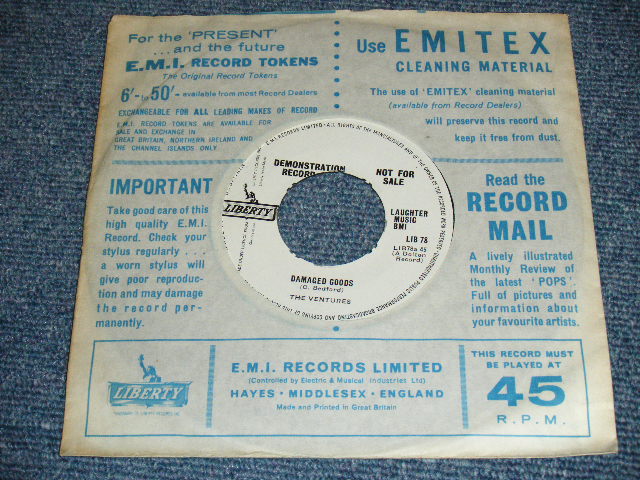 For the 'PRESENT'
...and the future
E.M.I. RECORD TOKENS
The Original Record Tokens
6/- to 50/- available from most Record Dealers
EXCHANGEABLE FOR ALL LEADING MAKES OF RECORD
E.M.I. RECORD TOKENS ARE AVAILABLE FOR
SALE AND EXCHANGE IN
GREAT BRITAIN, NORTHERN IRELAND AND
THE CHANNEL ISLANDS ONLY
Use EMITEX
CLEANING MATERIAL
The use of 'EMITEX' cleaning material
(available from Record Dealers)
will preserve this record and
keep it free from dust.
IMPORTANT
Take good care of this
high quality E.M.I.
Record. Check your
stylus regularly ...
a worn stylus will
give poor reproduc-
tion and may damage
the record per-
manently.
DEMONSTRATION
RECORD
NOT FOR
SALE
LIBERTY
LAUGHTER
MUSIC
BMI
LIB 78
LIB78a 45
(A Dolton
Record)
DAMAGED GOODS
(D. Bedford)
THE VENTURES
Read the
RECORD
MAIL
A lively illustrated
Monthly Review of
the latest 'POPS'.
Full of pictures and
information about
your favourite artists.
LIBERTY
E.M.I. RECORDS LIMITED
(Controlled by Electric & Musical Industries Ltd)
HAYES · MIDDLESEX · ENGLAND
Made and Printed in Great Britain
THIS RECORD MUST
BE PLAYED AT
45
R.P.M.